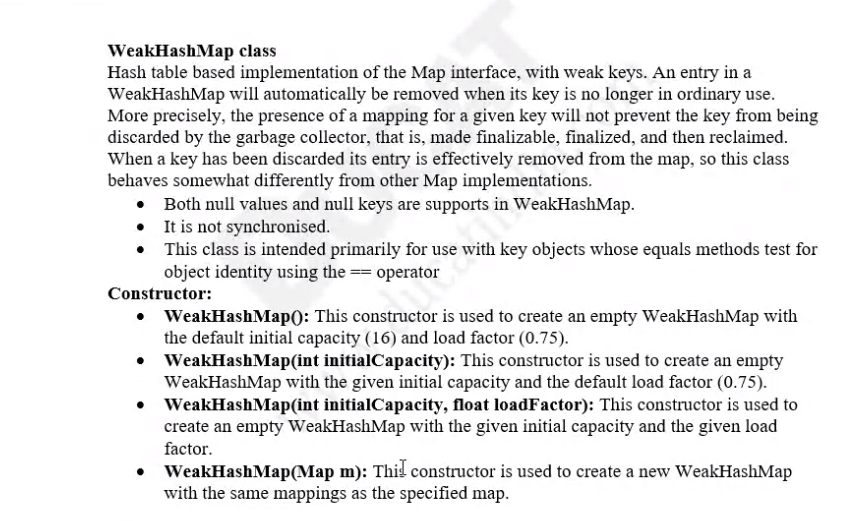 WeakHashMap class
Hash table based implementation of the Map interface, with weak keys. An entry in a
WeakHashMap will automatically be removed when its key is no longer in ordinary use.
More precisely, the presence of a mapping for a given key will not prevent the key from being
discarded by the garbage collector, that is, made finalizable, finalized, and then reclaimed.
When a key has been discarded its entry is effectively removed from the map, so this class
behaves somewhat differently from other Map implementations.
• Both null values and null keys are supports in WeakHashMap.
• It is not synchronised.
• This class is intended primarily for use with key objects whose equals methods test for
object identity using the == operator
Constructor:
• WeakHashMap(): This constructor is used to create an empty WeakHashMap with
the default initial capacity (16) and load factor (0.75).
• WeakHashMap(int initialCapacity): This constructor is used to create an empty
WeakHashMap with the given initial capacity and the default load factor (0.75).
• WeakHashMap(int initialCapacity, float loadFactor): This constructor is used to
create an empty WeakHashMap with the given initial capacity and the given load
factor.
• WeakHashMap(Map m): This constructor is used to create a new WeakHashMap
with the same mappings as the specified map.